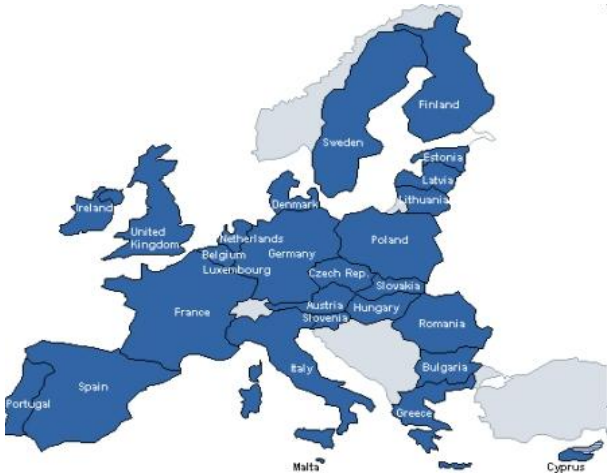 Finland
Sweden
Estonia
Latvia
Lithuania
Denmark
Ireland
United
Kingdom
Netherlands
Belgium
Germany
Poland
Luxembourg
Czech Rep.
Slovakia
France
Austria
Hungary
Slovenia
Romania
Italy
Bulgaria
Spain
Portugal
Greece
Malta
Cyprus